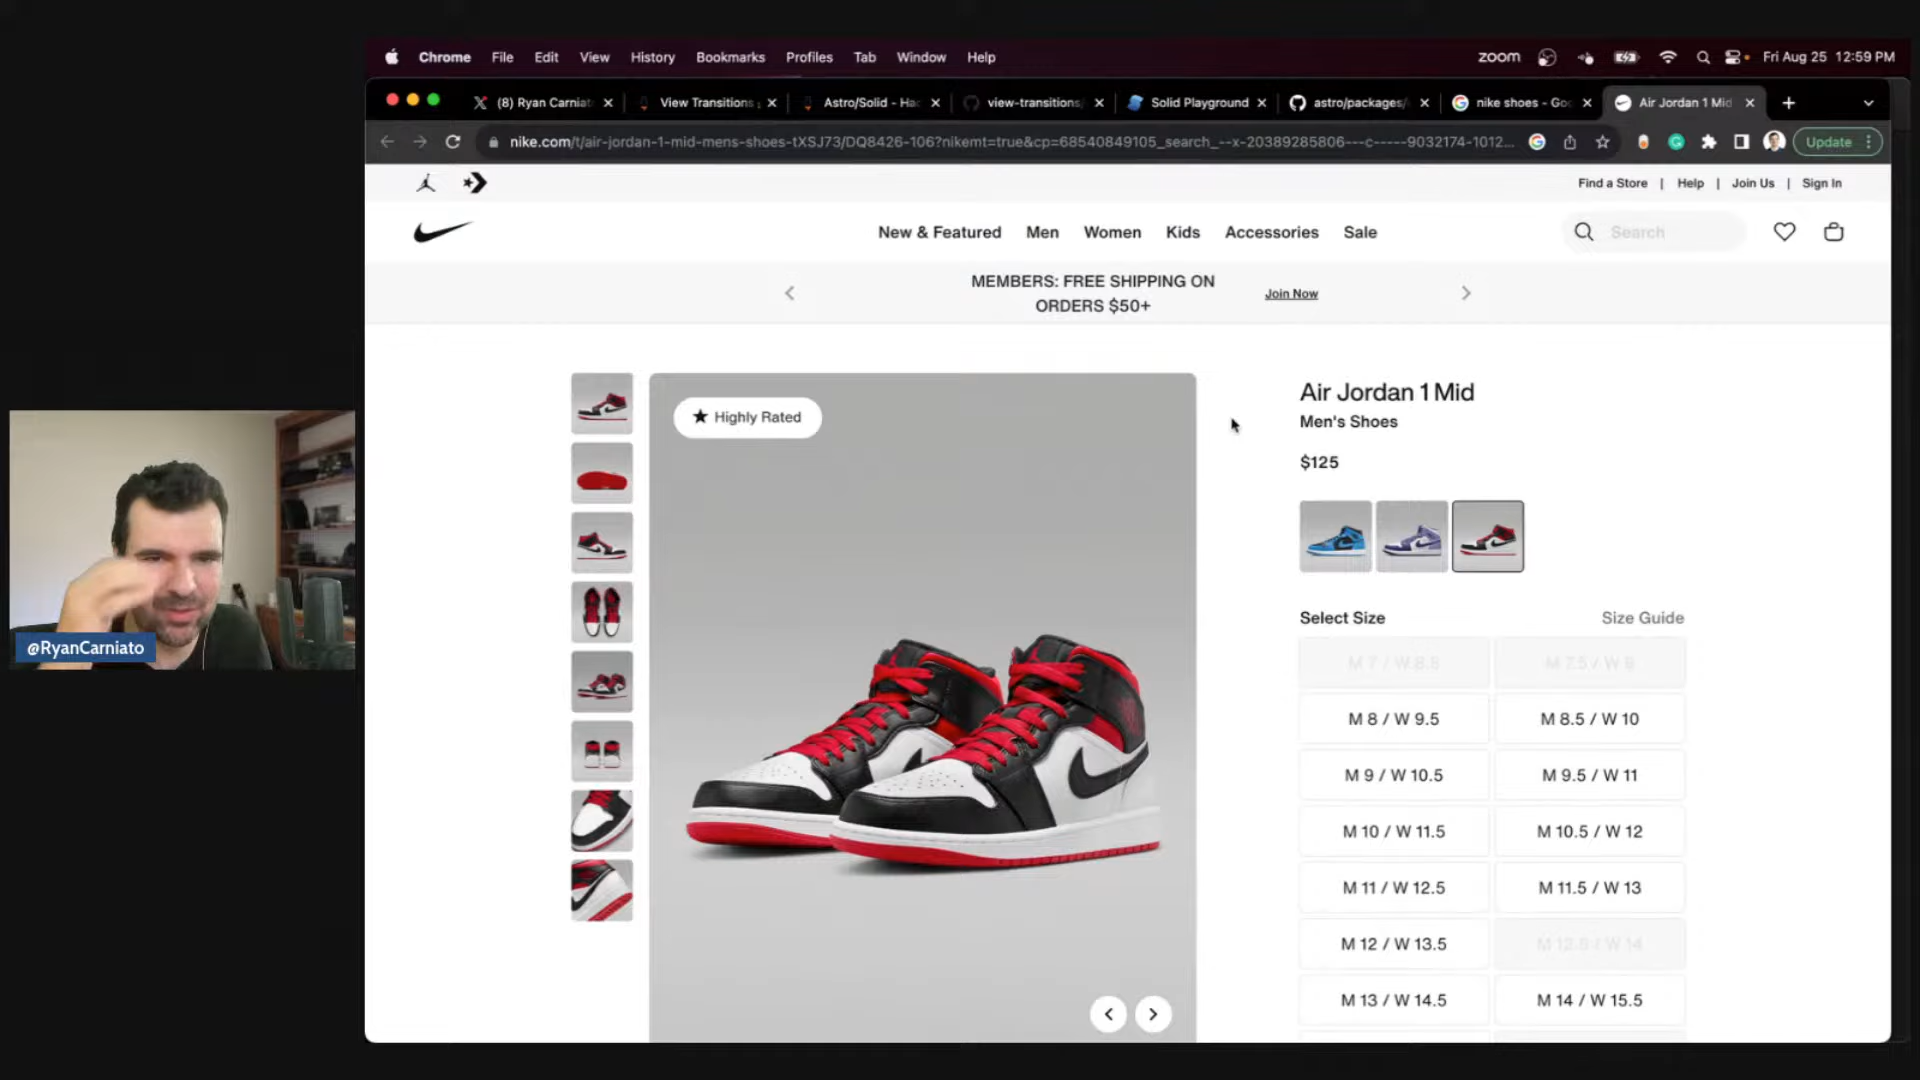 Chrome File Edit View History Bookmarks Profiles Tab Window Help
zoom Fri Aug 25 12:59 PM
(8) Ryan Carniat
View Transitions
Astro/Solid - Hac
view-transitions/
Solid Playground
astro/packages/
nike shoes - Goo
Air Jordan 1 Mid
nike.com/t/air-jordan-1-mid-mens-shoes-tXSJ73/DQ8426-106?nikemt=true&cp=68540849105_search_--x-20389285806---c-----9032174-1012...
Update
Find a Store | Help | Join Us | Sign In
New & Featured Men Women Kids Accessories Sale
Search
MEMBERS: FREE SHIPPING ON
ORDERS $50+
Join Now
Highly Rated
Air Jordan 1 Mid
Men's Shoes
$125
Select Size Size Guide
M 7 / W 8.5 M 7.5 / W 9
M 8 / W 9.5 M 8.5 / W 10
M 9 / W 10.5 M 9.5 / W 11
M 10 / W 11.5 M 10.5 / W 12
M 11 / W 12.5 M 11.5 / W 13
M 12 / W 13.5 M 12.5 / W 14
M 13 / W 14.5 M 14 / W 15.5
@RyanCarniato